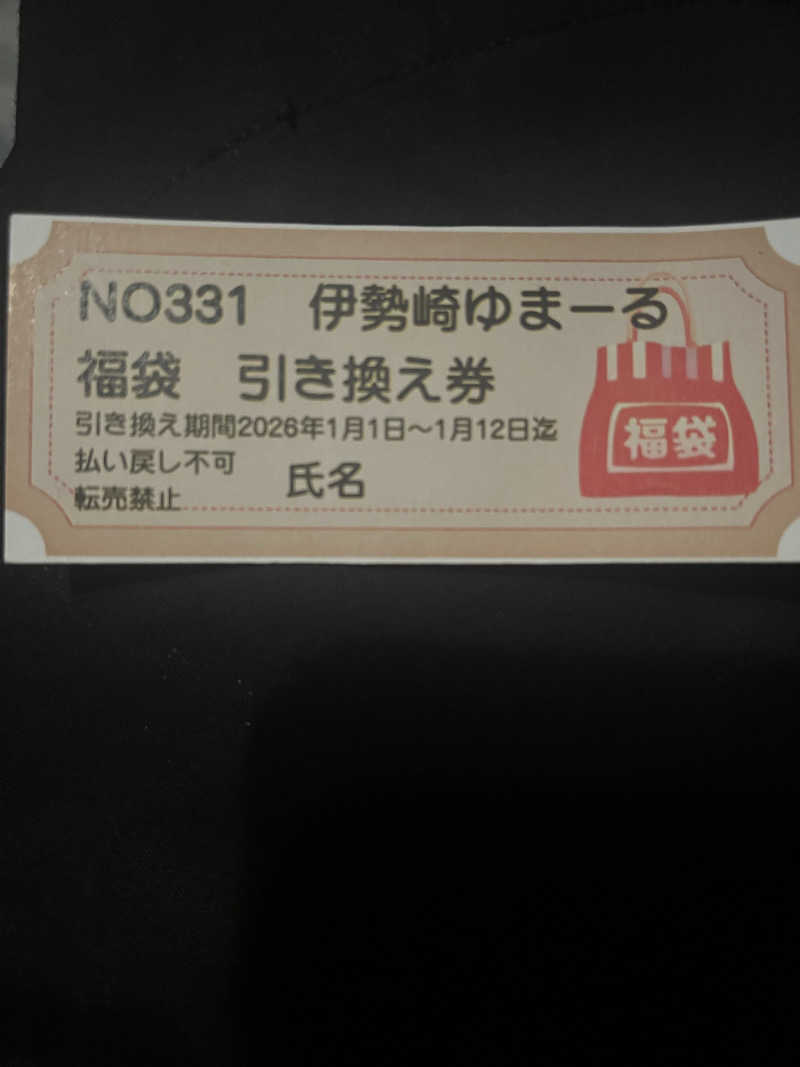 NO331　伊勢崎ゆまーる
福袋　引き換え券
引き換え期間2026年1月1日～1月12日迄
払い戻し不可
氏名
転売禁止
福袋